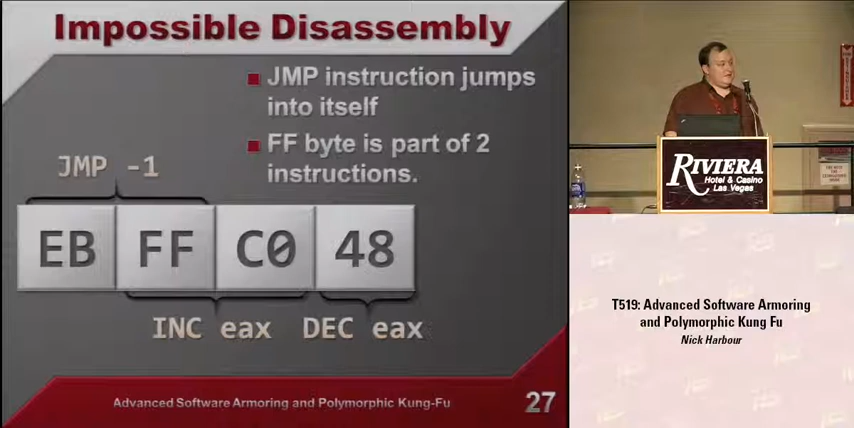 Impossible Disassembly
JMP instruction jumps
into itself
FF byte is part of 2
instructions.
JMP -1
EB FF C0 48
INC eax DEC eax
Advanced Software Armoring and Polymorphic Kung-Fu
27
RIVIERA
Hotel & Casino
Las Vegas
T519: Advanced Software Armoring
and Polymorphic Kung Fu
Nick Harbour